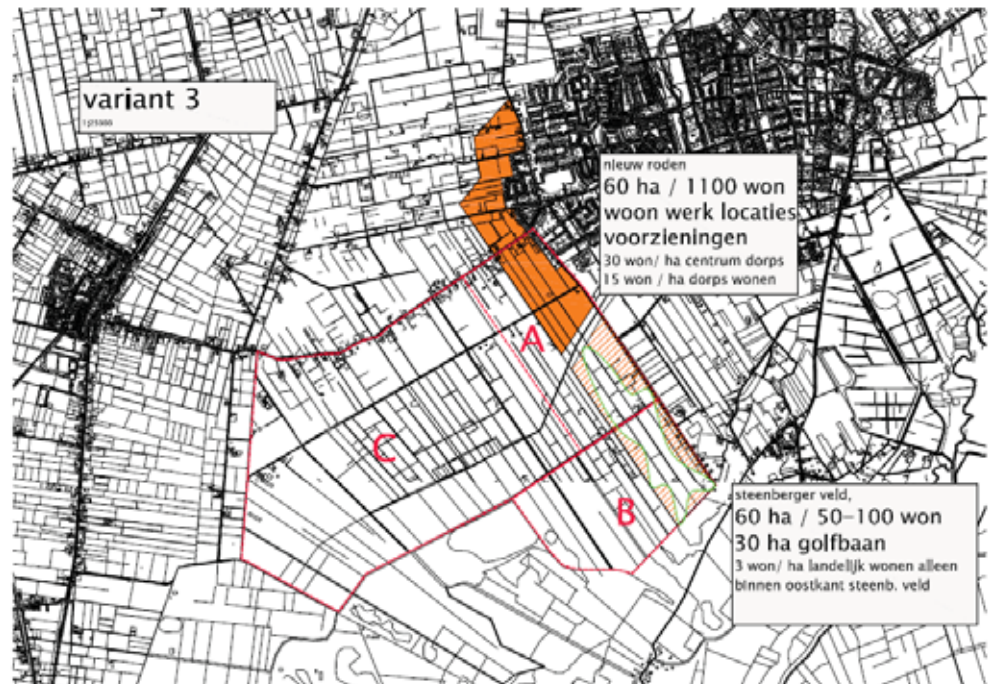 variant 3
nieuw roden
60 ha / 1100 won
woon werk locaties
voorzieningen
30 won/ ha centrum dorps
15 won / ha dorps wonen
A
C
B
steenberger veld,
60 ha / 50-100 won
30 ha golfbaan
3 won/ ha landelijk wonen alleen
binnen oostkant steenb. veld